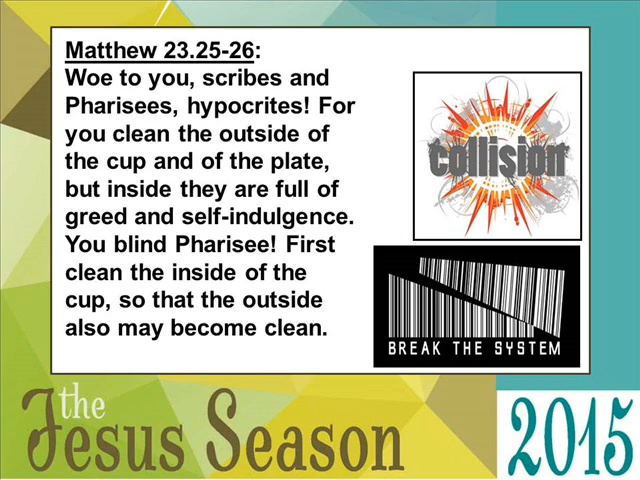 Matthew 23.25-26:
Woe to you, scribes and
Pharisees, hypocrites! For
you clean the outside of
the cup and of the plate,
but inside they are full of
greed and self-indulgence.
You blind Pharisee! First
clean the inside of the
cup, so that the outside
also may become clean.
collision
BREAK THE SYSTEM
the
Jesus Season
2015